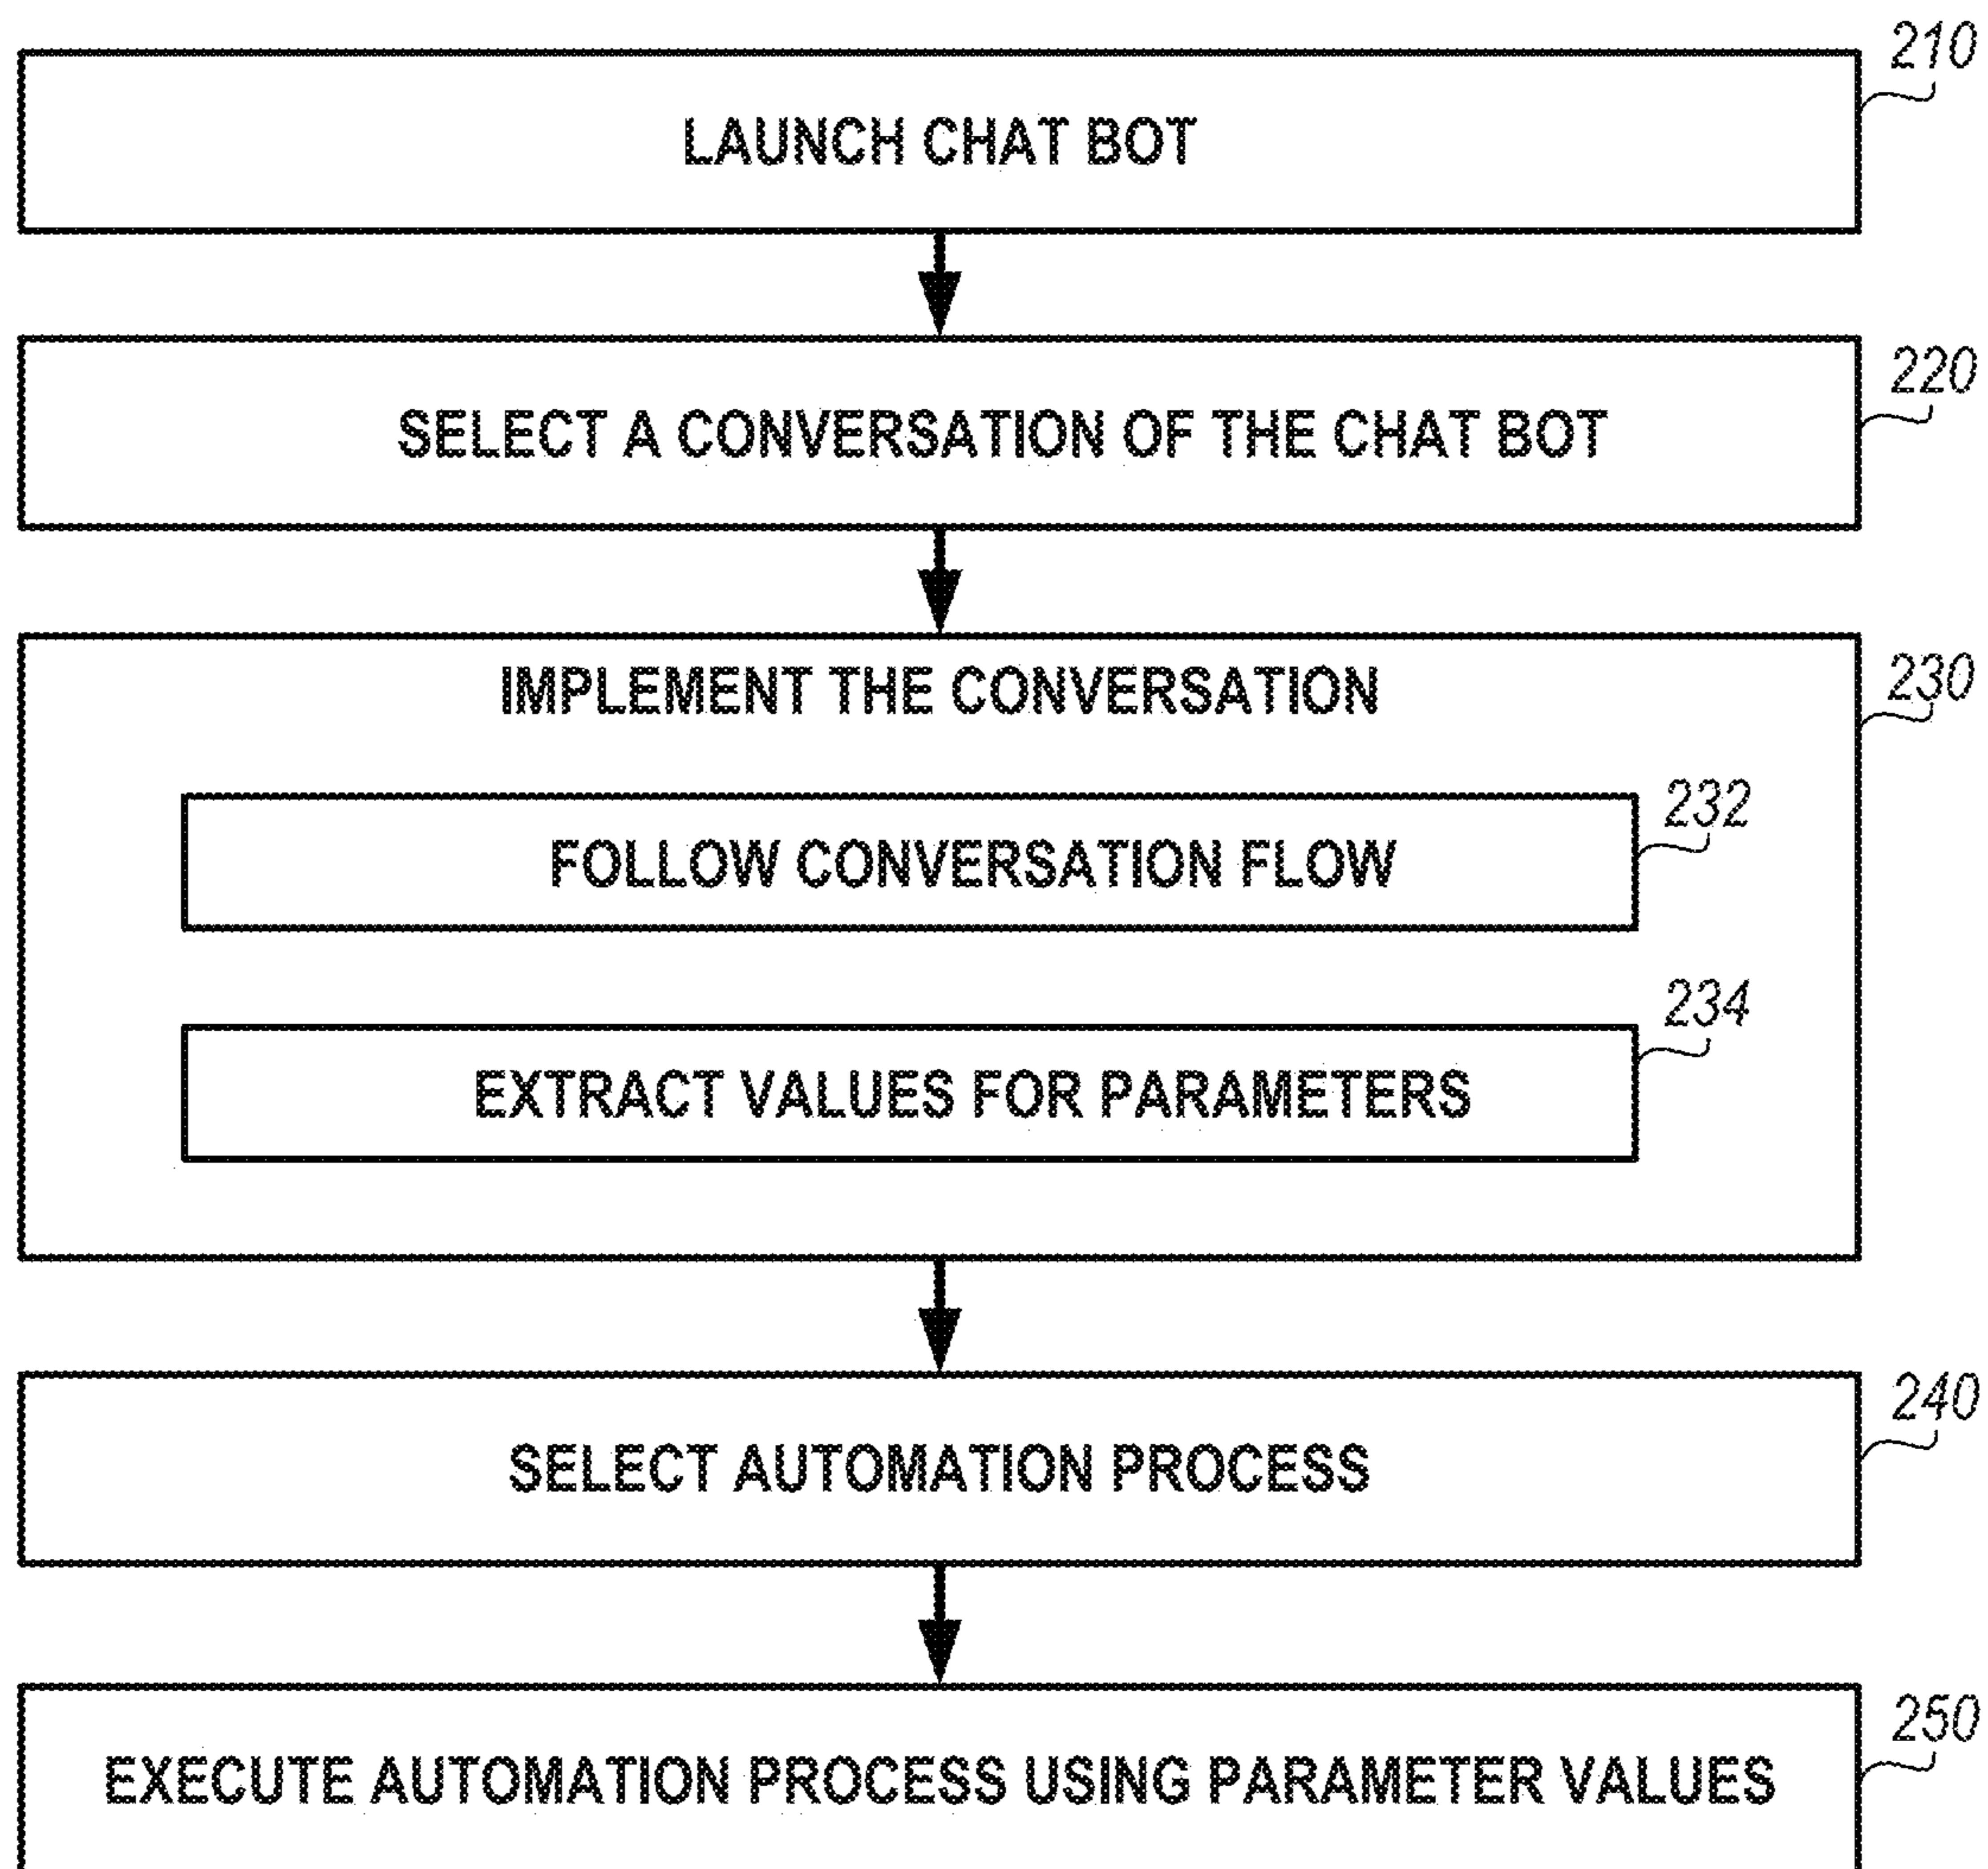 210
LAUNCH CHAT BOT
220
SELECT A CONVERSATION OF THE CHAT BOT
230
IMPLEMENT THE CONVERSATION
232
FOLLOW CONVERSATION FLOW
234
EXTRACT VALUES FOR PARAMETERS
240
SELECT AUTOMATION PROCESS
250
EXECUTE AUTOMATION PROCESS USING PARAMETER VALUES